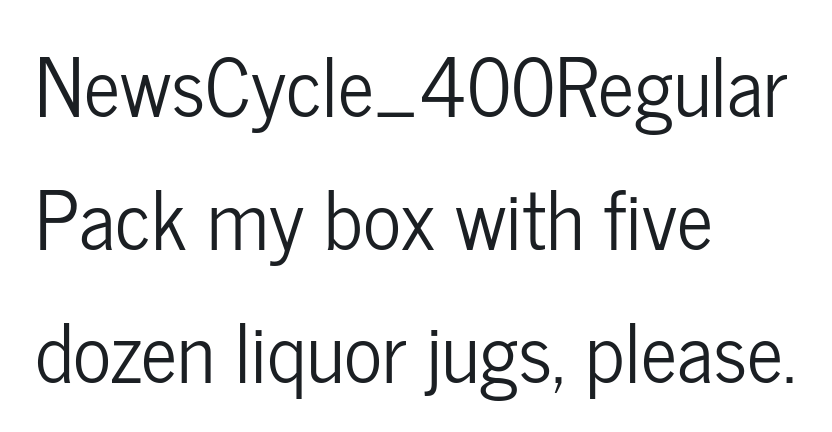 NewsCycle_400Regular
Pack my box with five
dozen liquor jugs, please.